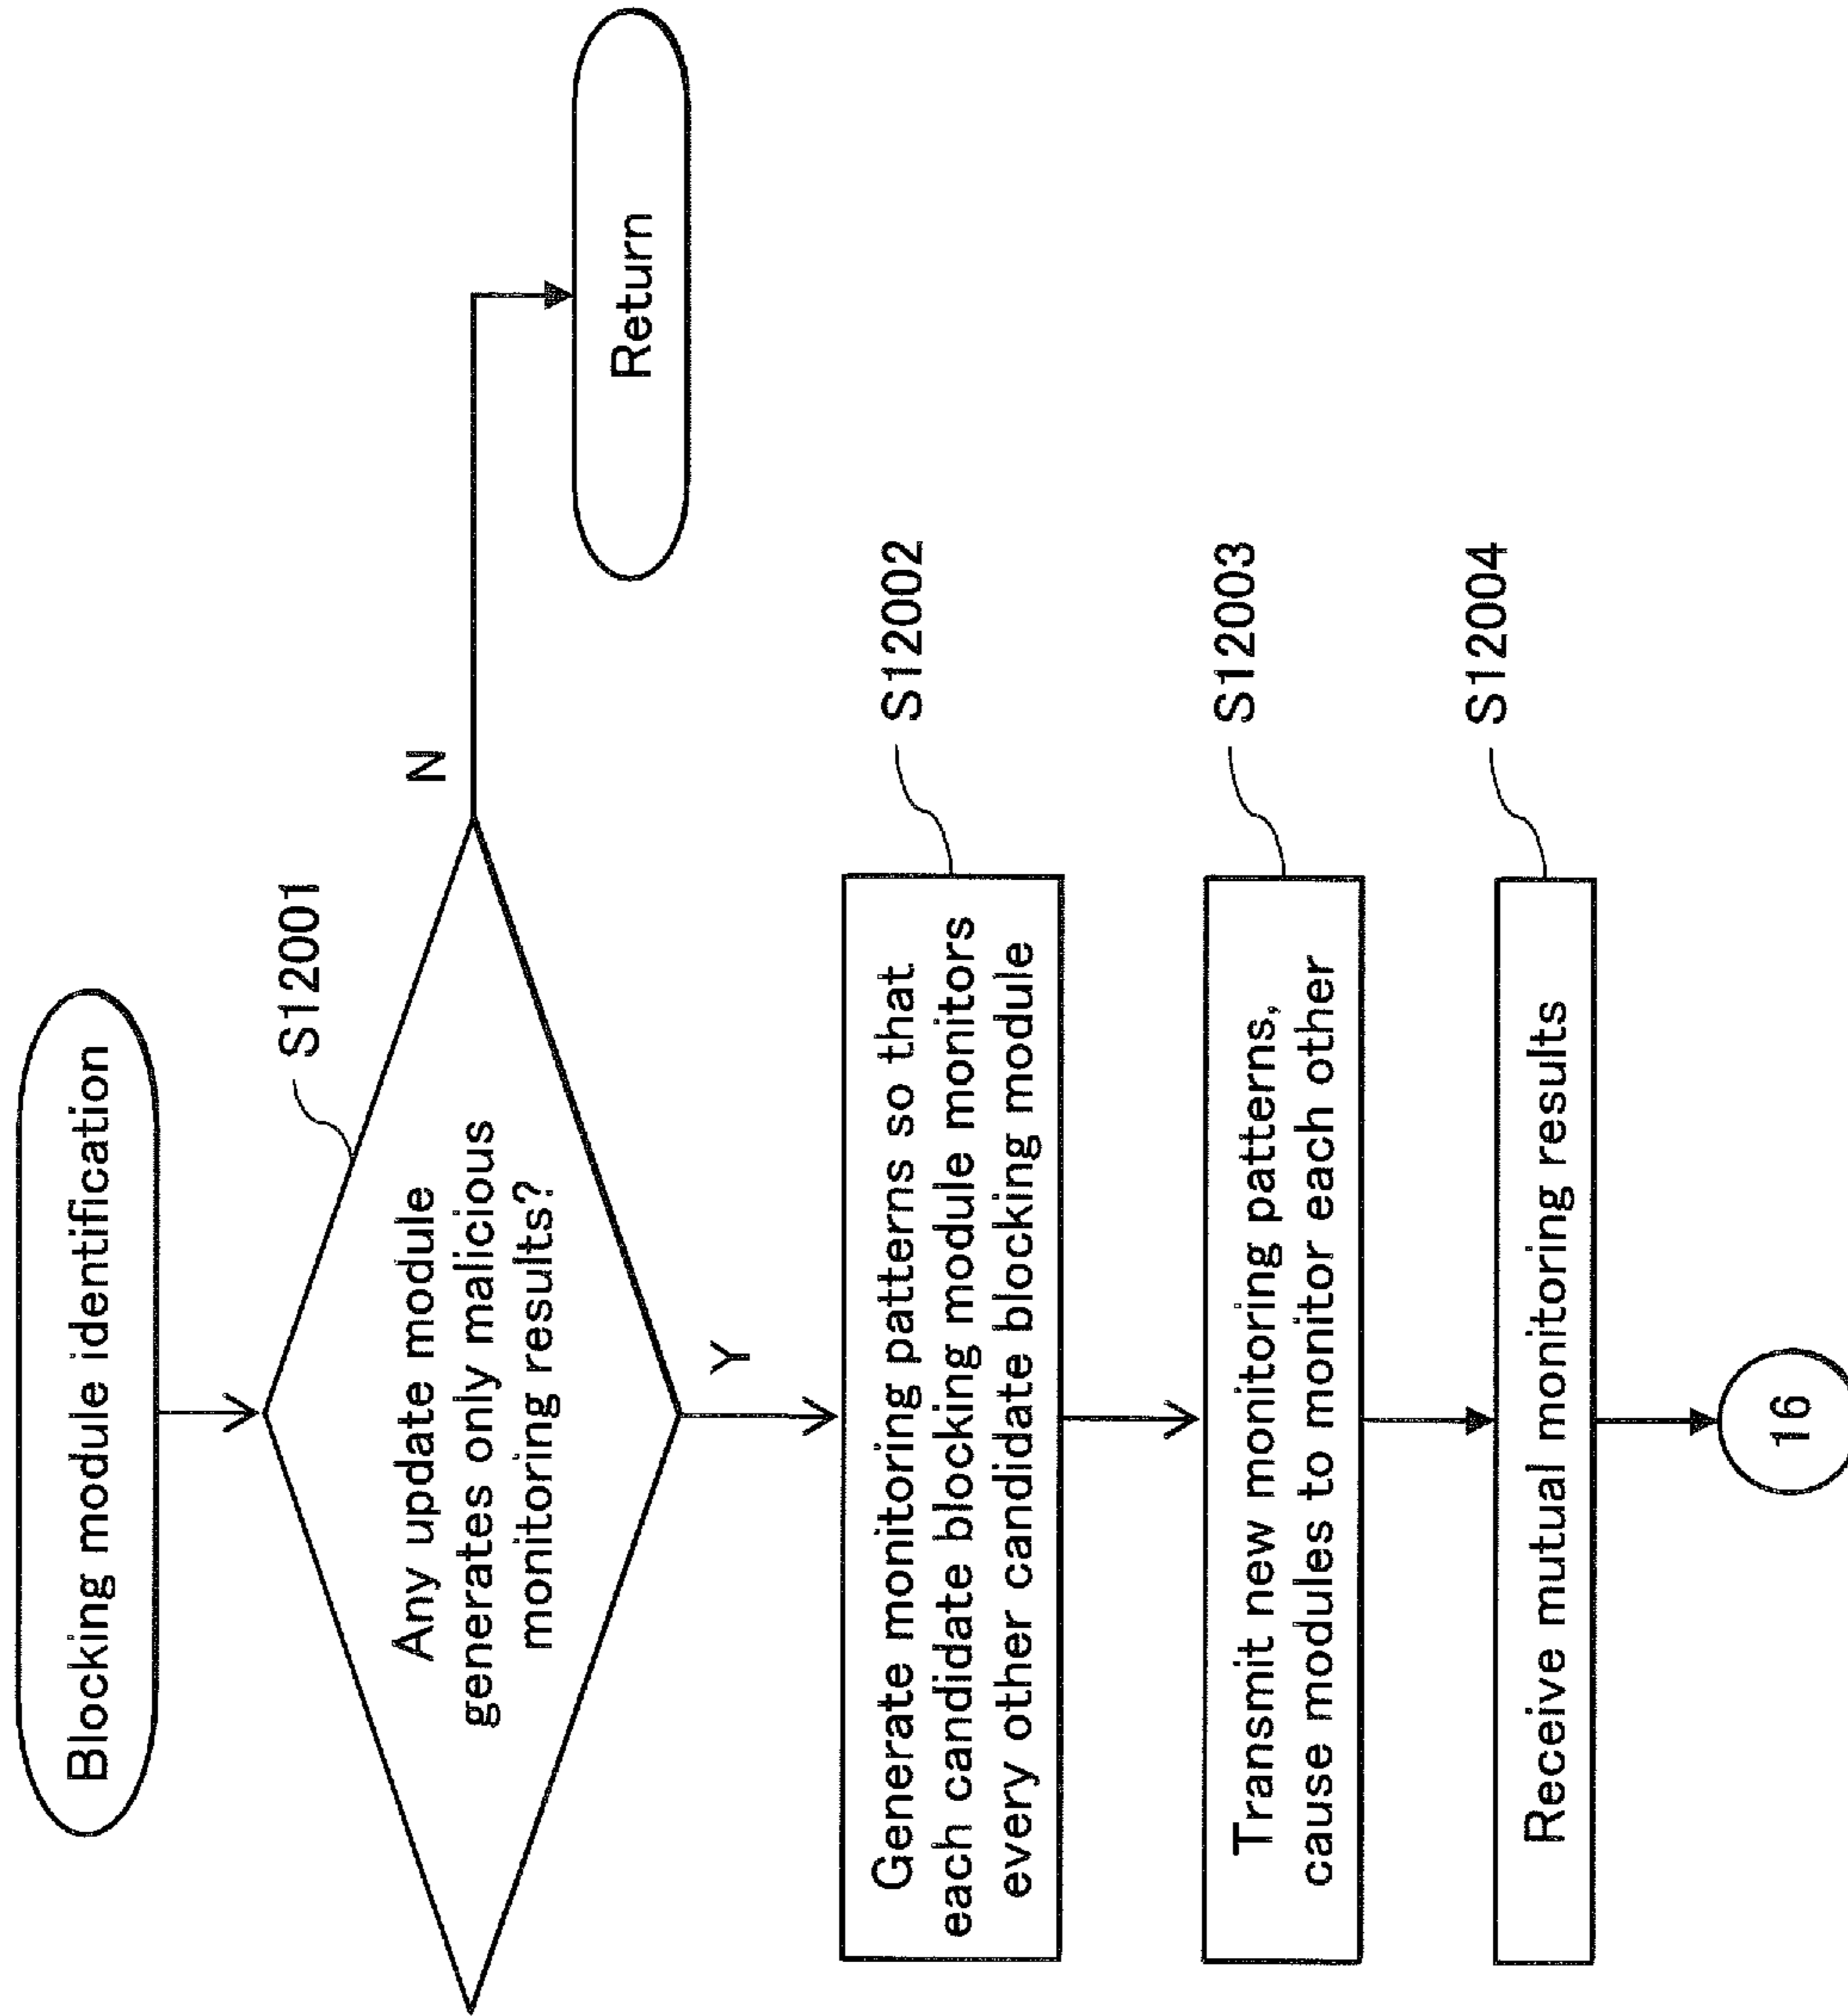 Blocking module identification
S12001
Any update module
generates only malicious
monitoring results?
N
Return
Y
S12002
Generate monitoring patterns so that
each candidate blocking module monitors
every other candidate blocking module
S12003
Transmit new monitoring patterns,
cause modules to monitor each other
S12004
Receive mutual monitoring results
16